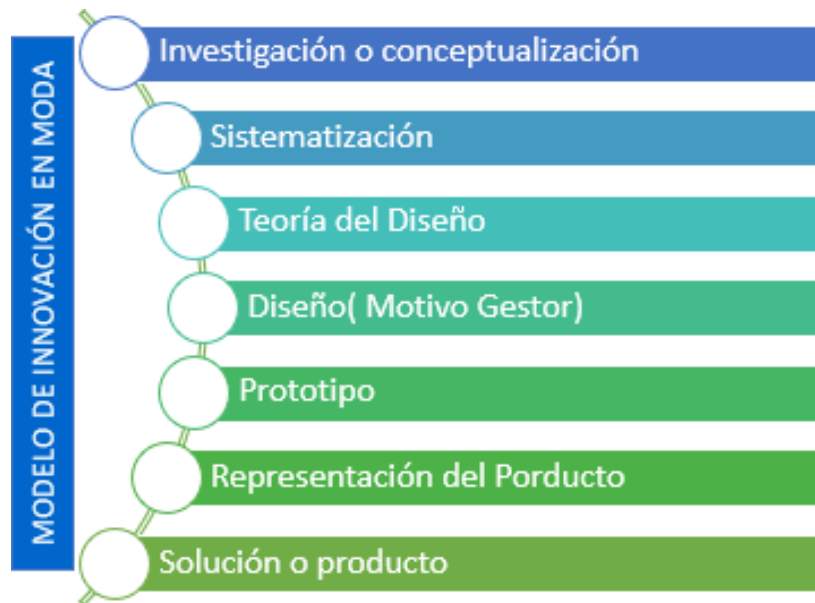 MODELO DE INNOVACIÓN EN MODA
Investigación o conceptualización
Sistematización
Teoría del Diseño
Diseño( Motivo Gestor)
Prototipo
Representación del Porducto
Solución o producto